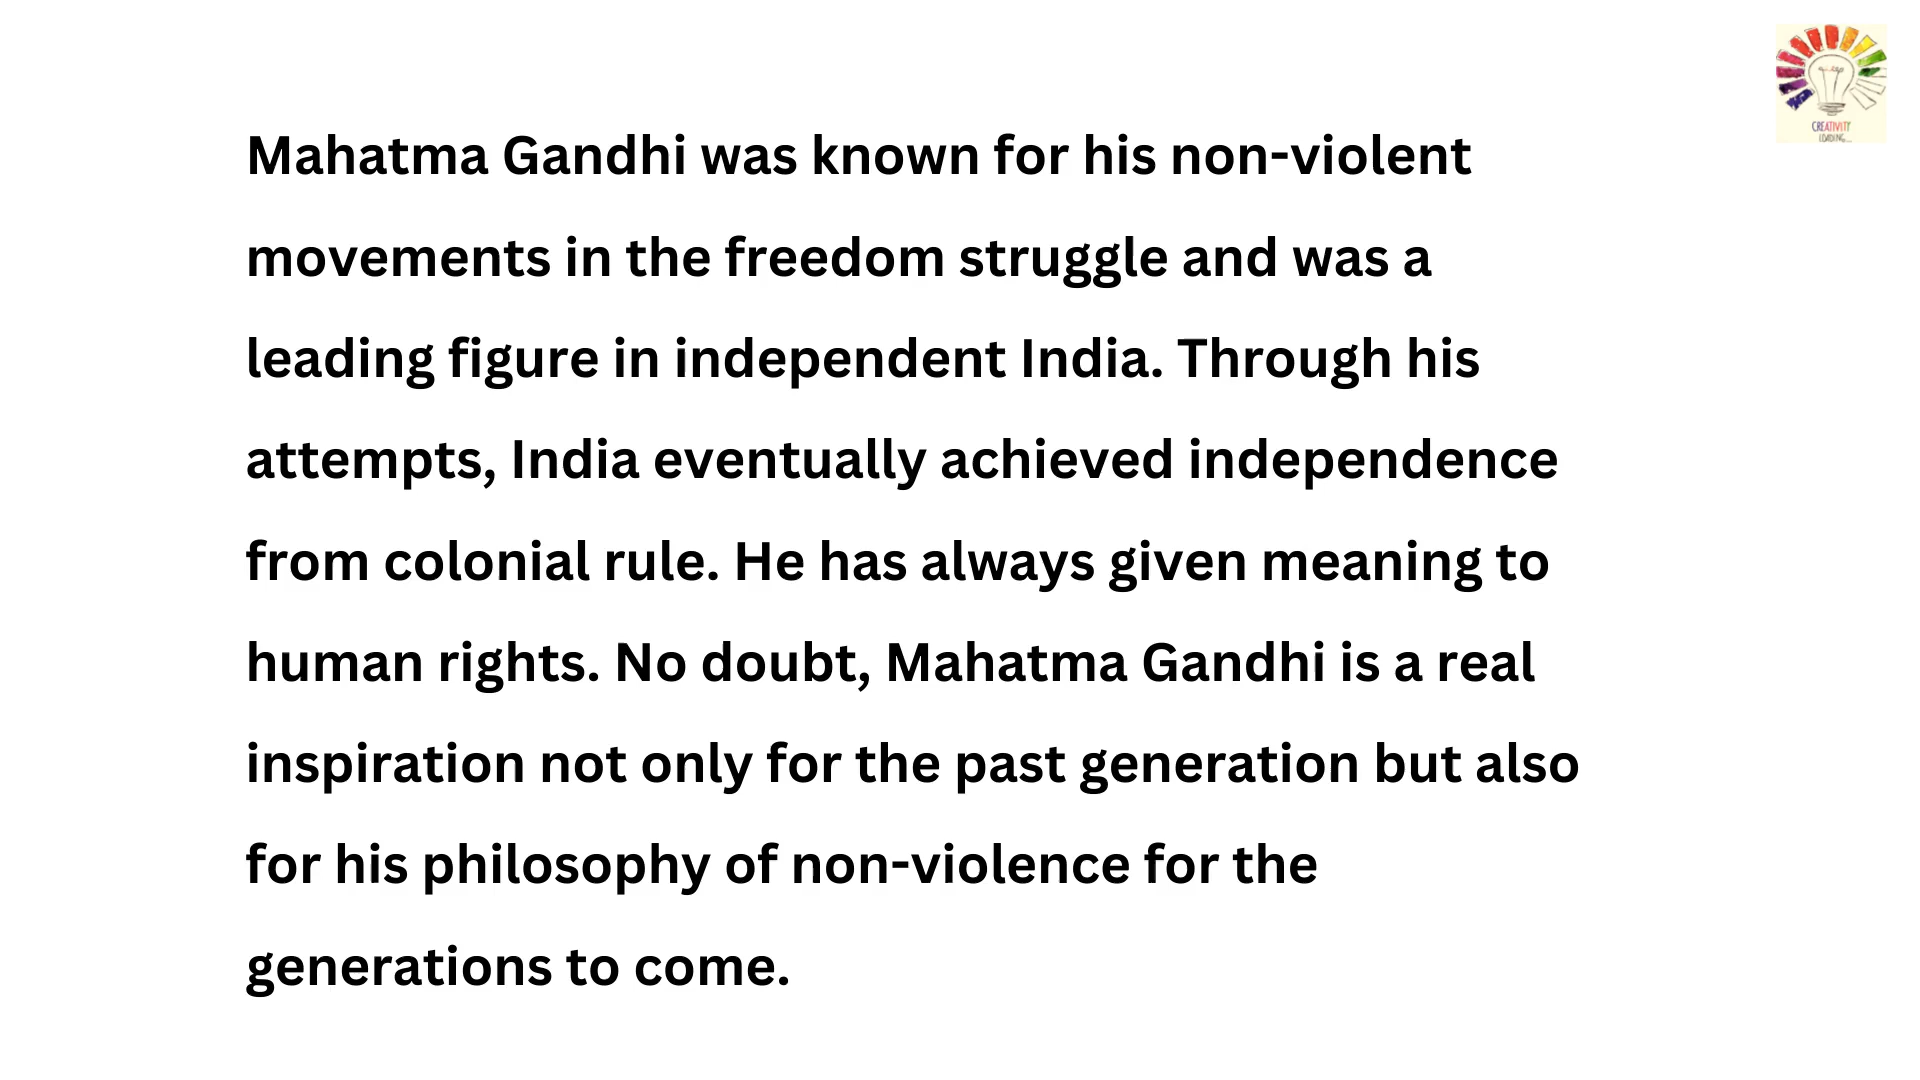 Mahatma Gandhi was known for his non-violent
movements in the freedom struggle and was a
leading figure in independent India. Through his
attempts, India eventually achieved independence
from colonial rule. He has always given meaning to
human rights. No doubt, Mahatma Gandhi is a real
inspiration not only for the past generation but also
for his philosophy of non-violence for the
generations to come.
CREATIVITY
LOADING...